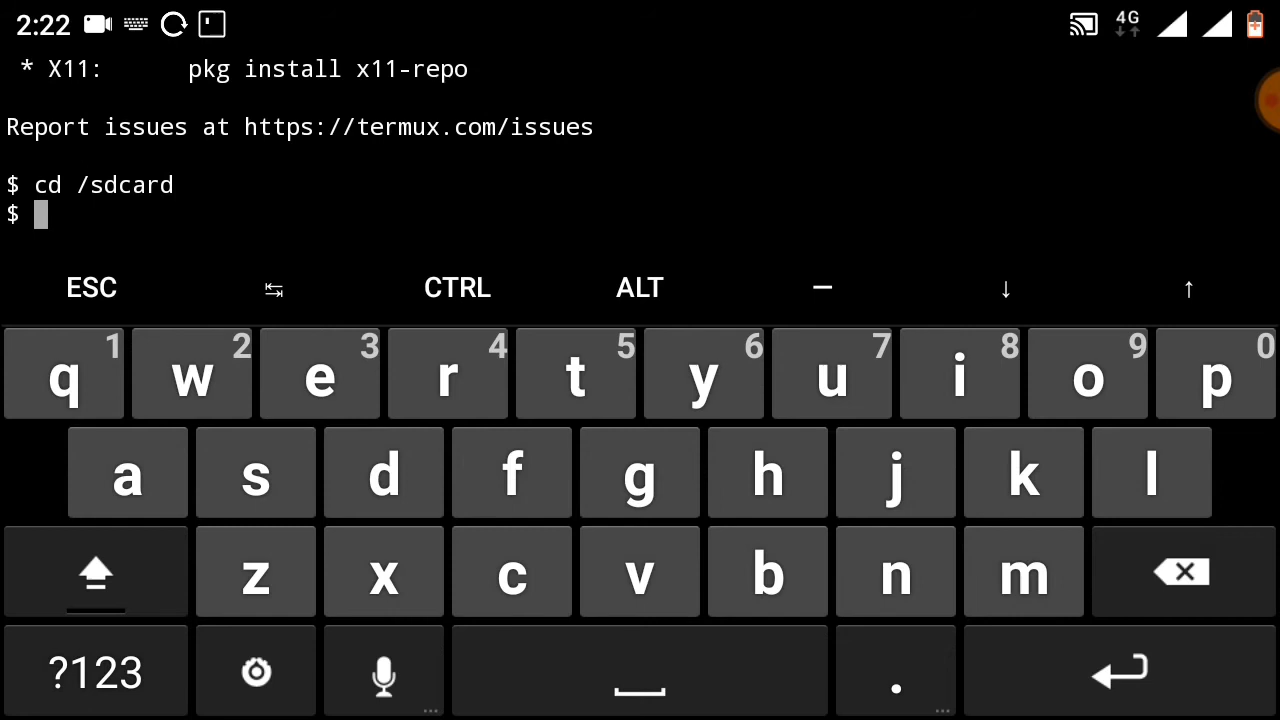 2:22 4G
* X11: pkg install x11-repo
Report issues at https://termux.com/issues
$ cd /sdcard
$
ESC ↹ CTRL ALT — ↓ ↑
q 1 w 2 e 3 r 4 t 5 y 6 u 7 i 8 o 9 p 0
a s d f g h j k l
z x c v b n m
?123 .